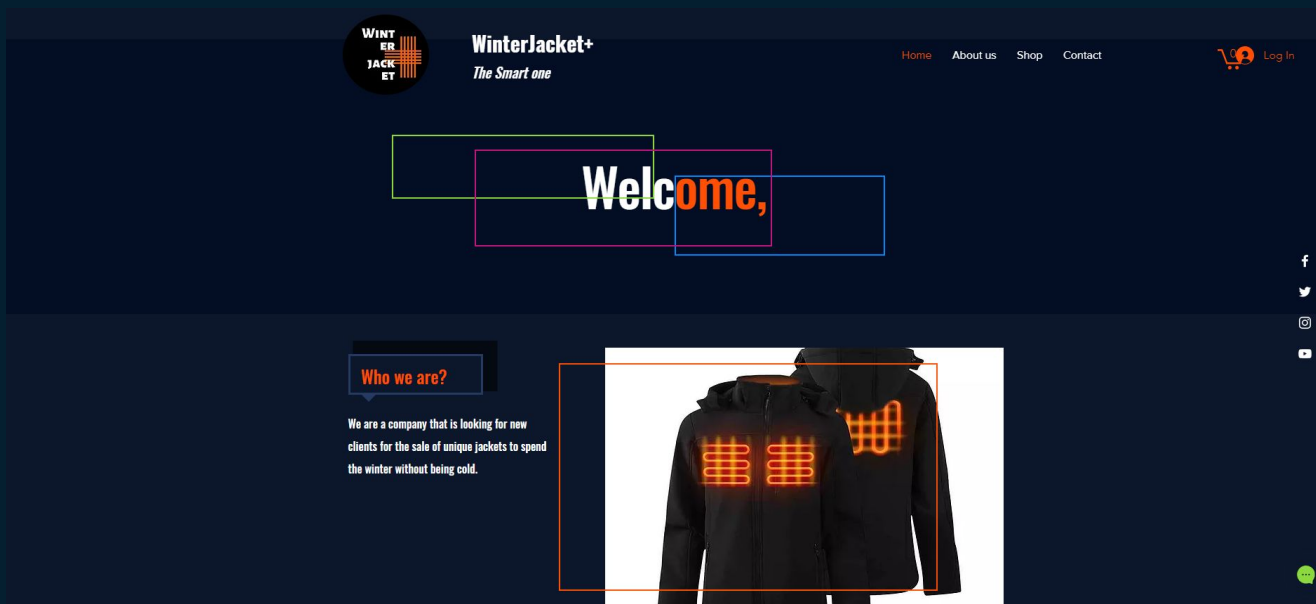 WINT
ER
JACK
ET
WinterJacket+
The Smart one
Home About us Shop Contact
0
Log In
Welcome,
Who we are?
We are a company that is looking for new
clients for the sale of unique jackets to spend
the winter without being cold.